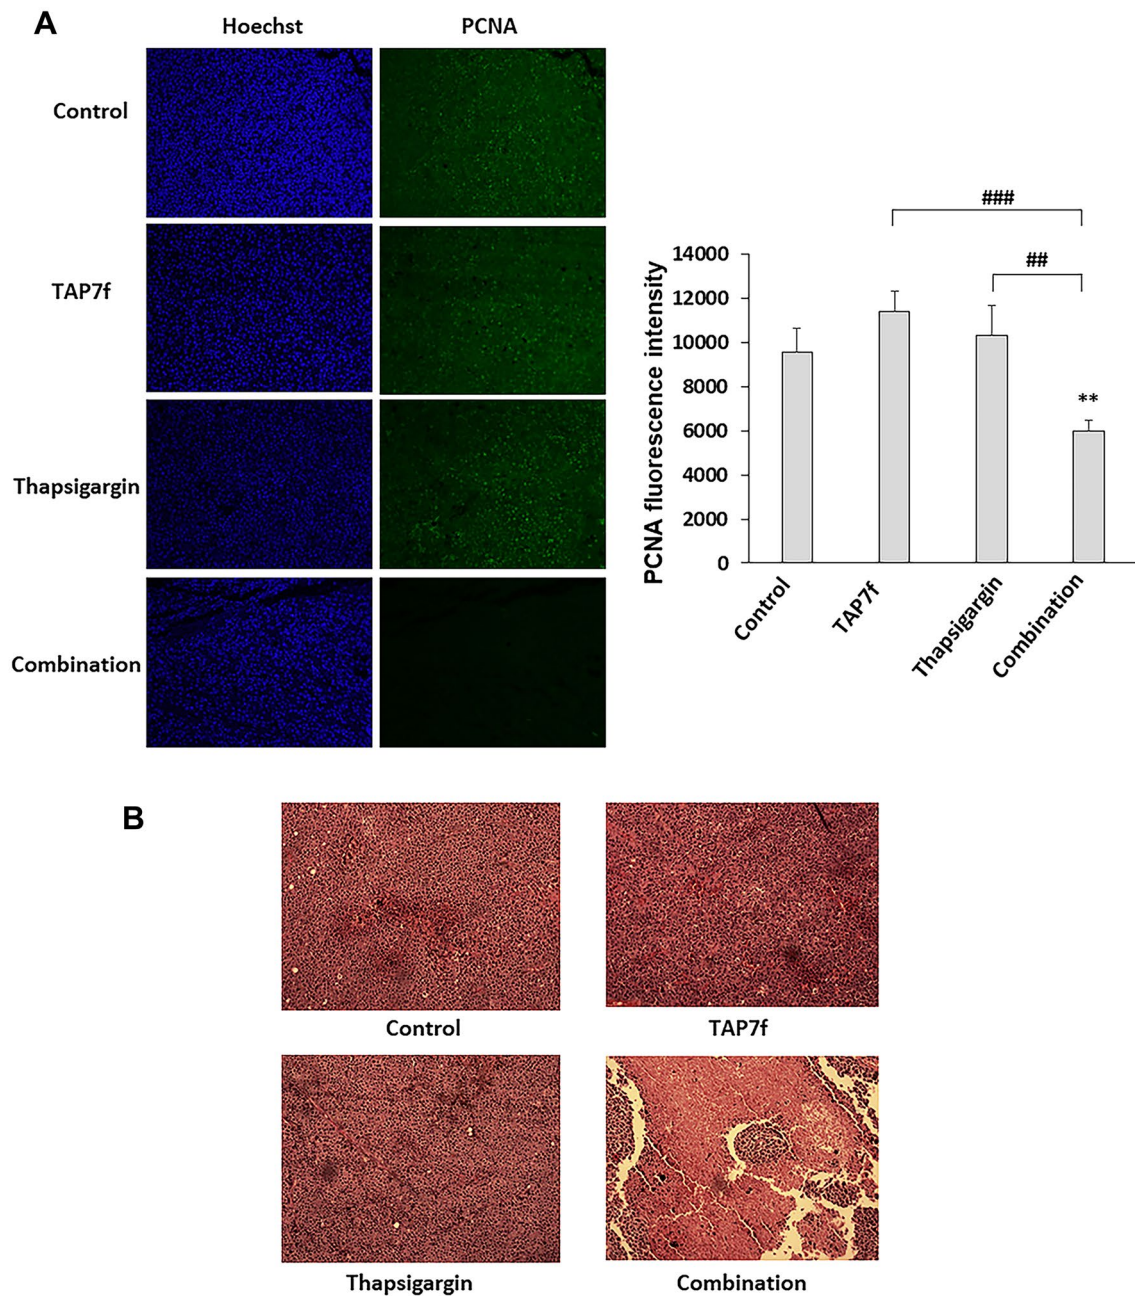 A
Hoechst
PCNA
Control
TAP7f
Thapsigargin
Combination
###
##
**
PCNA fluorescence intensity
14000
12000
10000
8000
6000
4000
2000
0
Control
TAP7f
Thapsigargin
Combination
B
Control
TAP7f
Thapsigargin
Combination